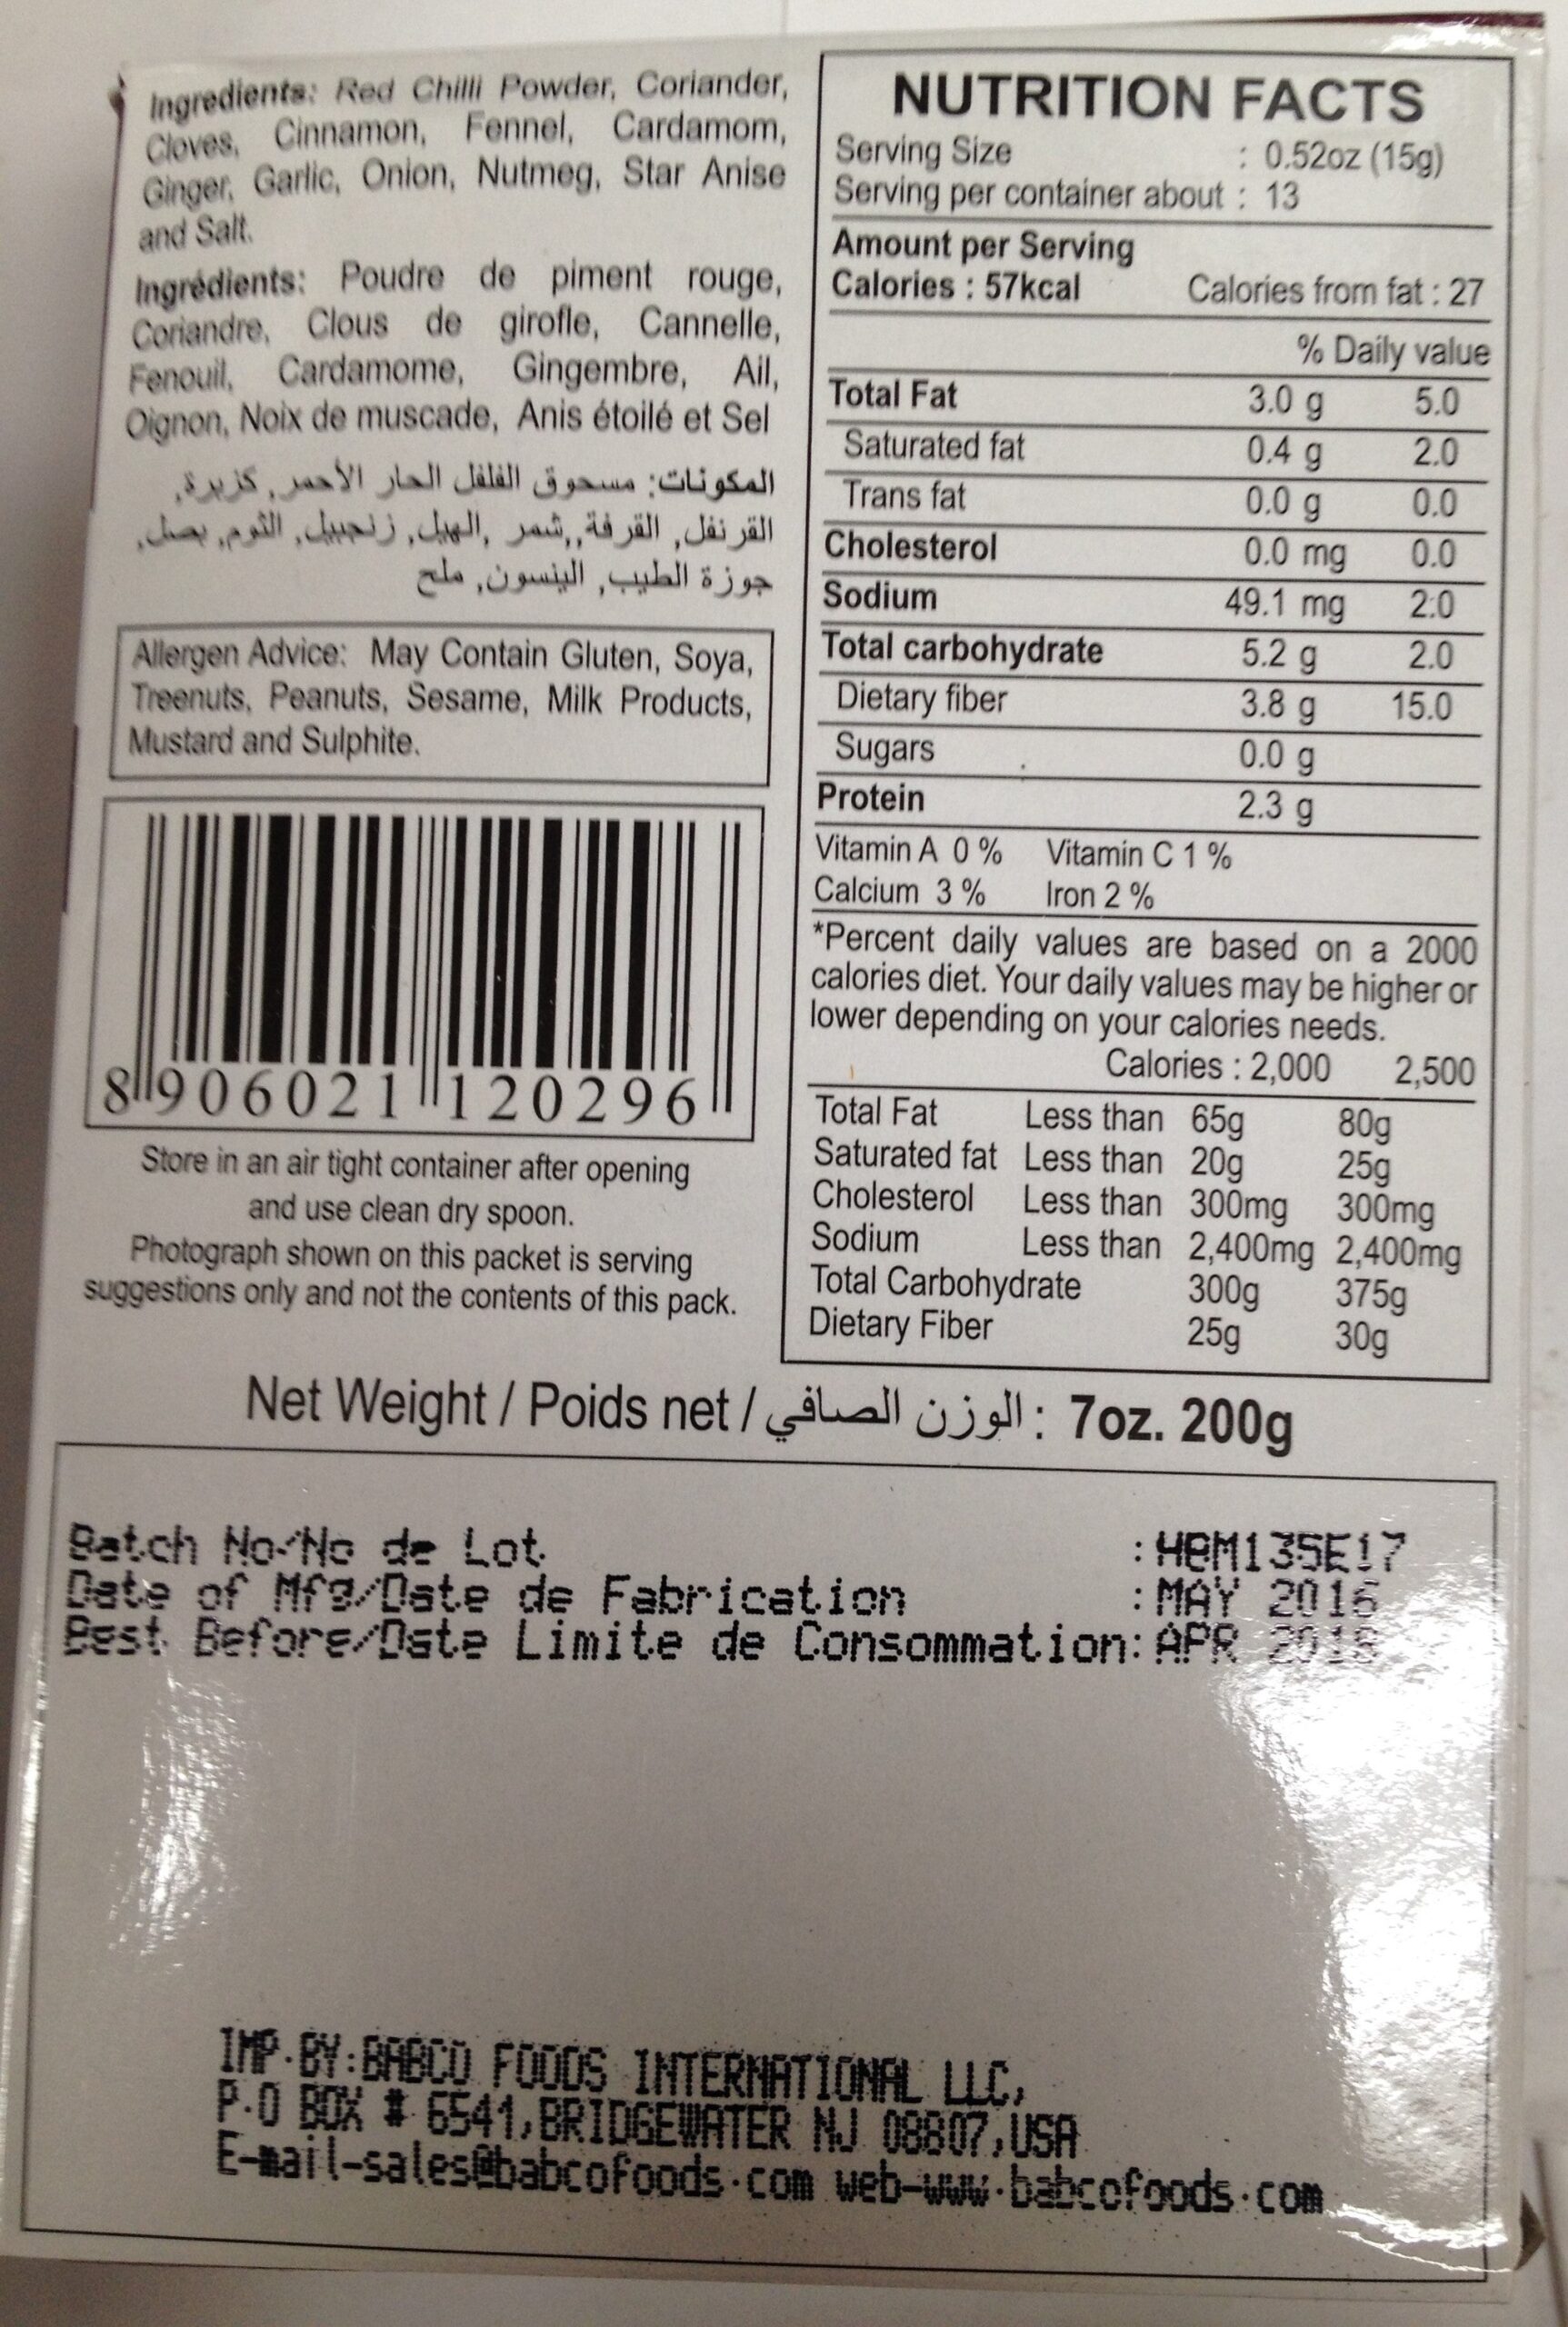 Ingredients: Red Chilli Powder, Coriander,
Cloves, Cinnamon, Fennel, Cardamom,
Ginger, Garlic, Onion, Nutmeg, Star Anise
and Salt.
Ingrédients: Poudre de piment rouge,
Coriandre, Clous de girofle, Cannelle,
Fenouil, Cardamome, Gingembre, Ail,
Oignon, Noix de muscade, Anis étoilé et Sel
المكونات: مسحوق الفلفل الحار الأحمر, كزبرة,
القرنفل, القرفة,,شمر, الهيل, زنجبيل, الثوم, بصل,
جوزة الطيب, الينسون, ملح
Allergen Advice: May Contain Gluten, Soya,
Treenuts, Peanuts, Sesame, Milk Products,
Mustard and Sulphite.
8 906021 120296
Store in an air tight container after opening
and use clean dry spoon.
Photograph shown on this packet is serving
suggestions only and not the contents of this pack.
NUTRITION FACTS
Serving Size : 0.52oz (15g)
Serving per container about : 13
Amount per Serving
Calories : 57kcal Calories from fat : 27
% Daily value
Total Fat 3.0 g 5.0
Saturated fat 0.4 g 2.0
Trans fat 0.0 g 0.0
Cholesterol 0.0 mg 0.0
Sodium 49.1 mg 2.0
Total carbohydrate 5.2 g 2.0
Dietary fiber 3.8 g 15.0
Sugars 0.0 g
Protein 2.3 g
Vitamin A 0 % Vitamin C 1 %
Calcium 3 % Iron 2 %
*Percent daily values are based on a 2000
calories diet. Your daily values may be higher or
lower depending on your calories needs.
Calories : 2,000 2,500
Total Fat Less than 65g 80g
Saturated fat Less than 20g 25g
Cholesterol Less than 300mg 300mg
Sodium Less than 2,400mg 2,400mg
Total Carbohydrate 300g 375g
Dietary Fiber 25g 30g
Net Weight / Poids net / الوزن الصافي : 7oz. 200g
Batch No/No de Lot : HEM135E17
Date of Mfg/Date de Fabrication : MAY 2016
Best Before/Date Limite de Consommation: APR 2018
IMP.BY:BABCO FOODS INTERNATIONAL LLC,
P.O BOX # 6541,BRIDGEWATER NJ 08807,USA
E-mail-sales@babcofoods.com web-www.babcofoods.com